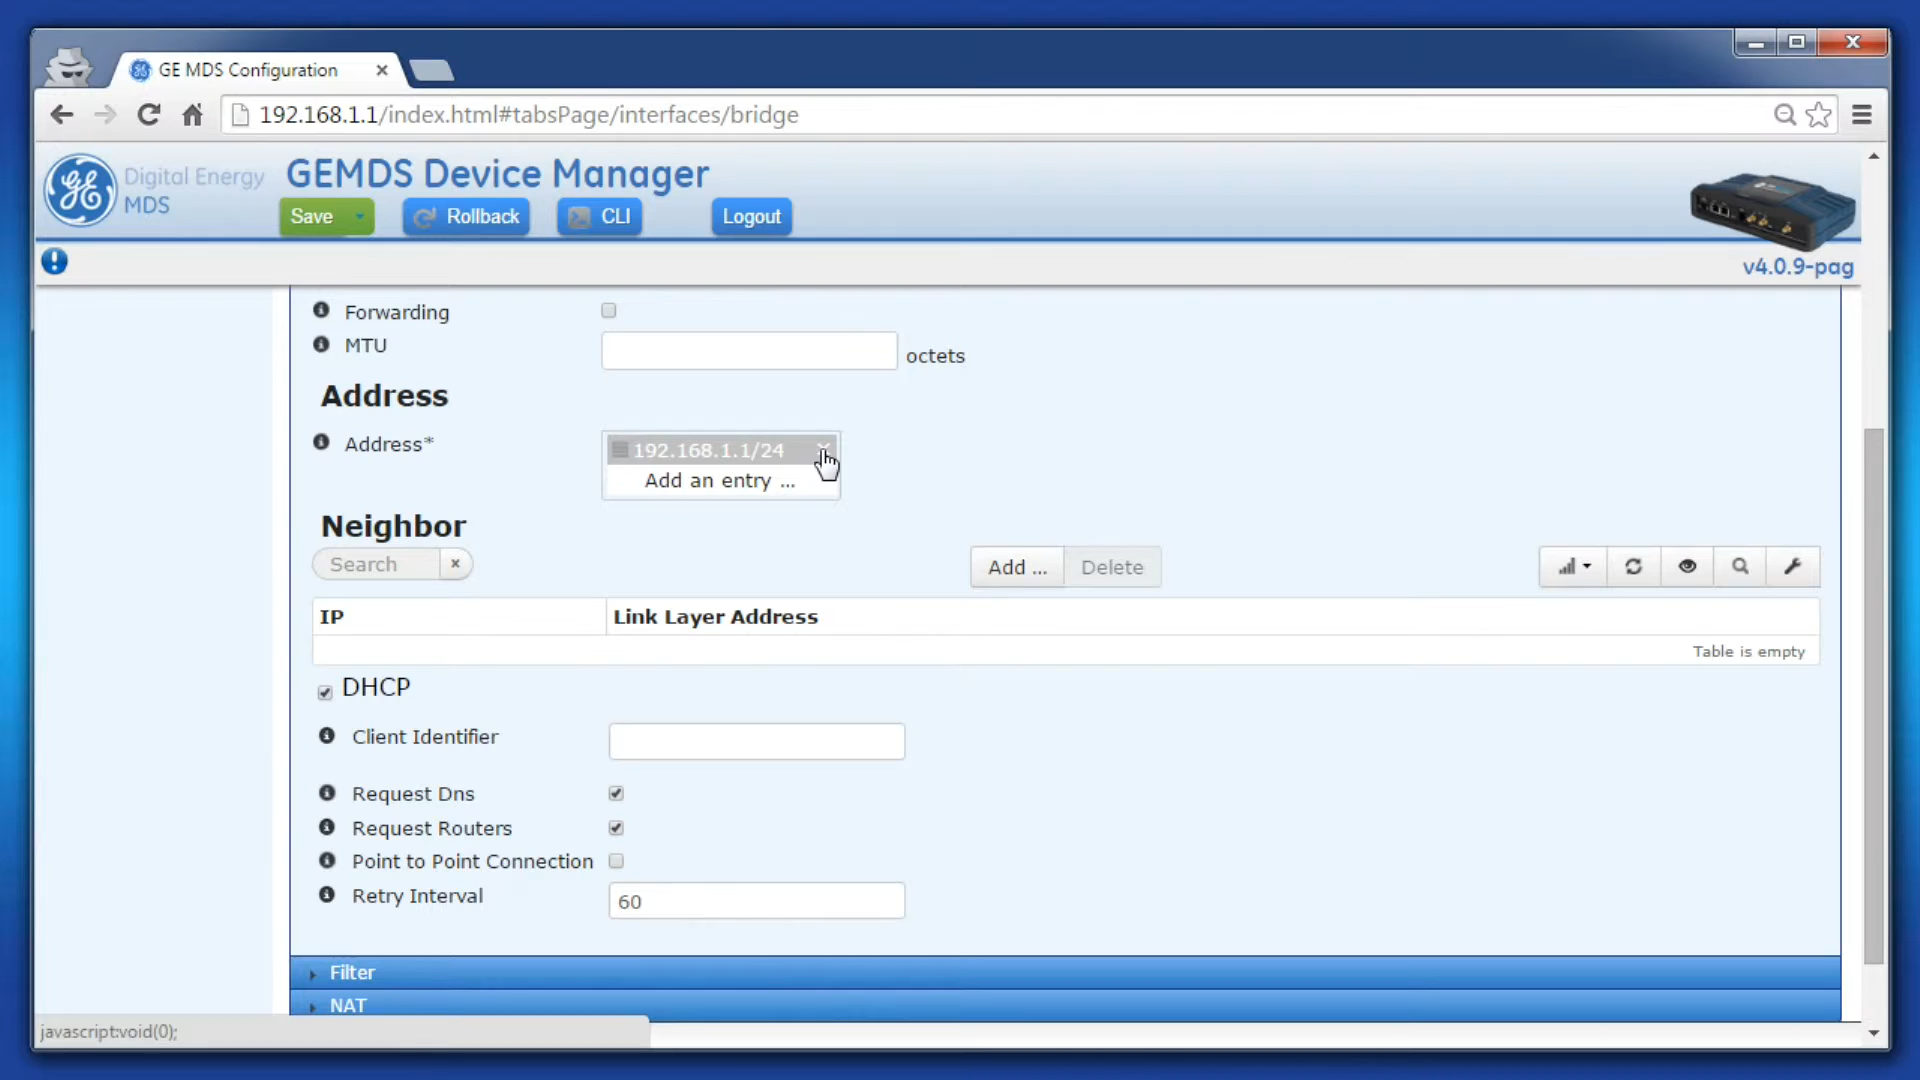 GE MDS Configuration
192.168.1.1/index.html#tabsPage/interfaces/bridge
Digital Energy
MDS
GEMDS Device Manager
Save
Rollback
CLI
Logout
v4.0.9-pag
Forwarding
MTU
octets
Address
Address*
192.168.1.1/24
Add an entry ...
Neighbor
Search
Add ...
Delete
IP
Link Layer Address
Table is empty
DHCP
Client Identifier
Request Dns
Request Routers
Point to Point Connection
Retry Interval
60
Filter
NAT
javascript:void(0);